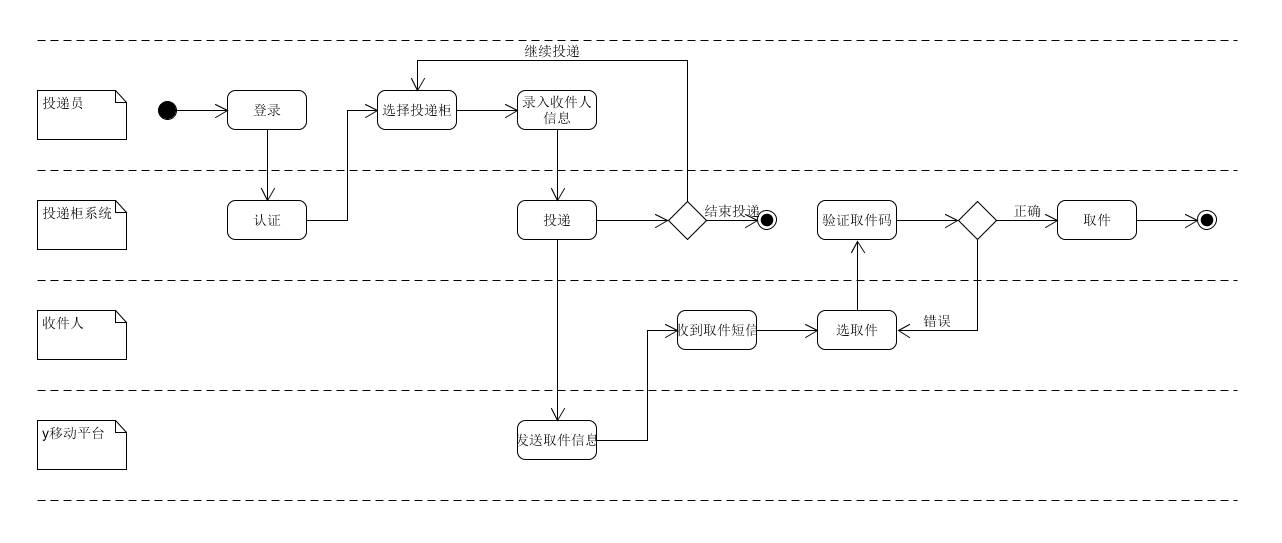 继续投递
投递员
登录
选择投递柜
录入收件人
信息
投递柜系统
认证
投递
结束投递
验证取件码
正确
取件
收件人
收到取件短信
选取件
错误
y移动平台
发送取件信息